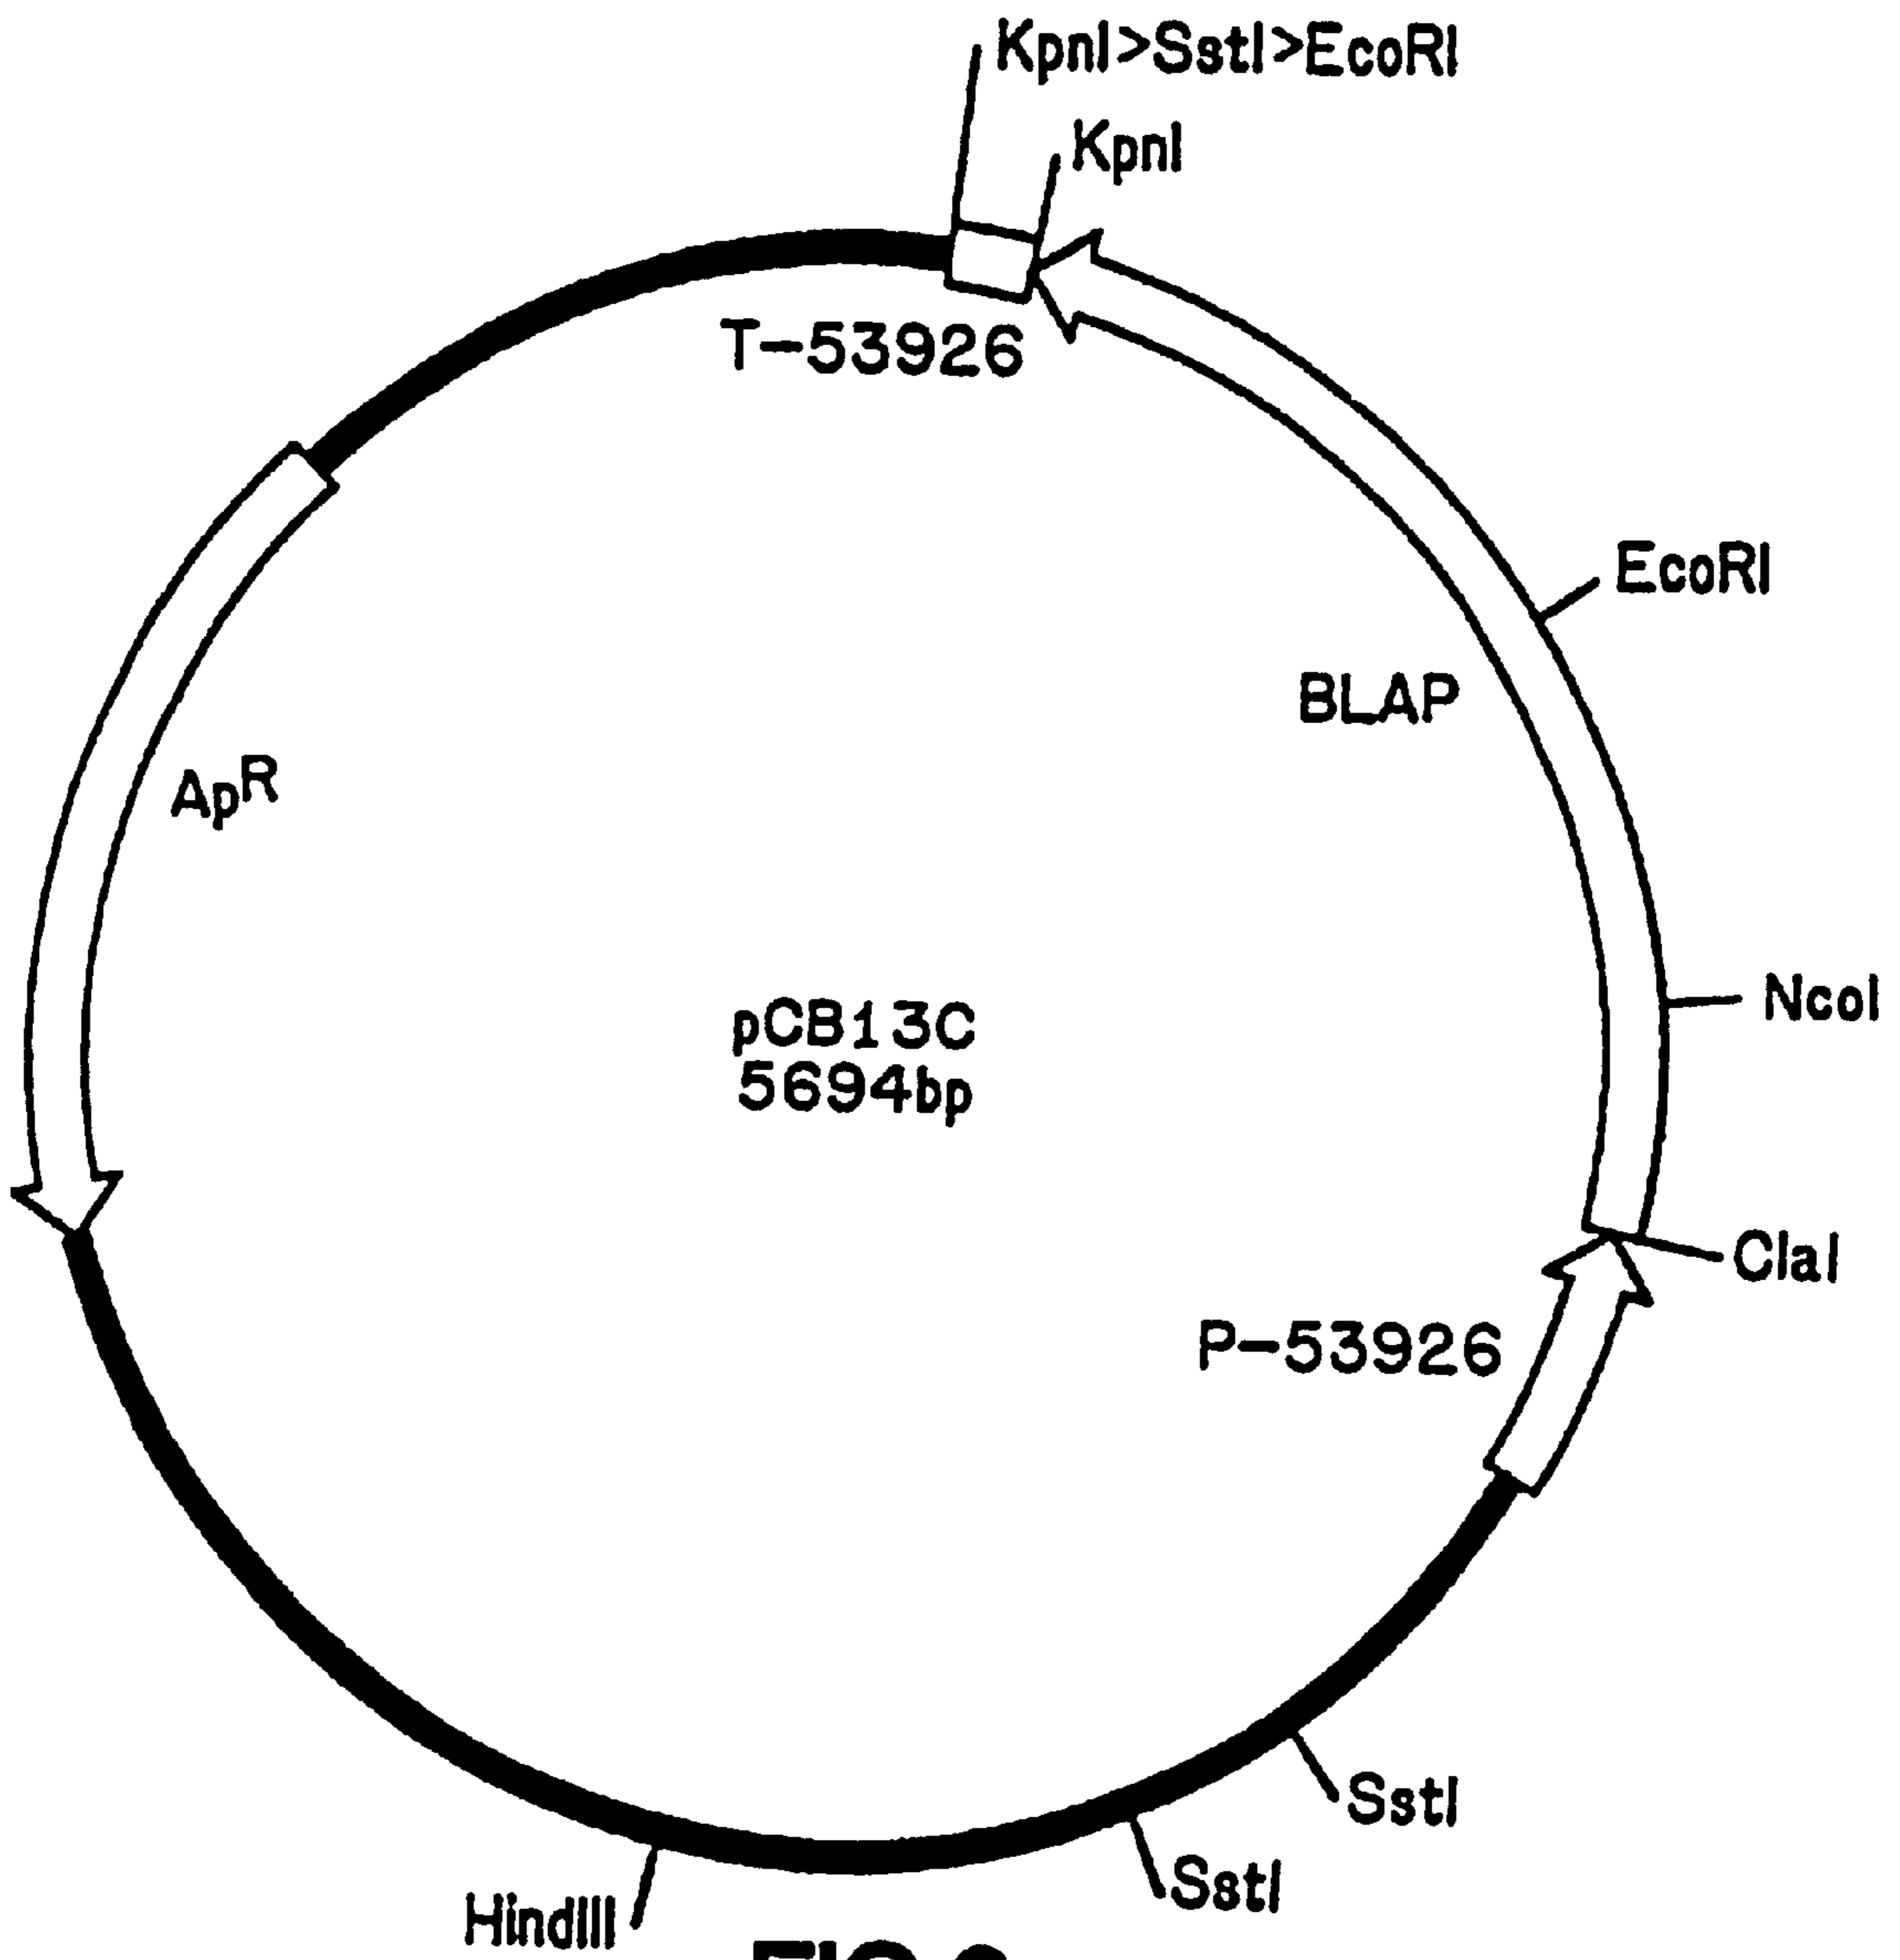 KpnI>SstI>EcoRI
KpnI
T-53926
EcoRI
BLAP
ApR
NcoI
pCB13C
5694bp
ClaI
P-53926
SstI
SstI
HindIII